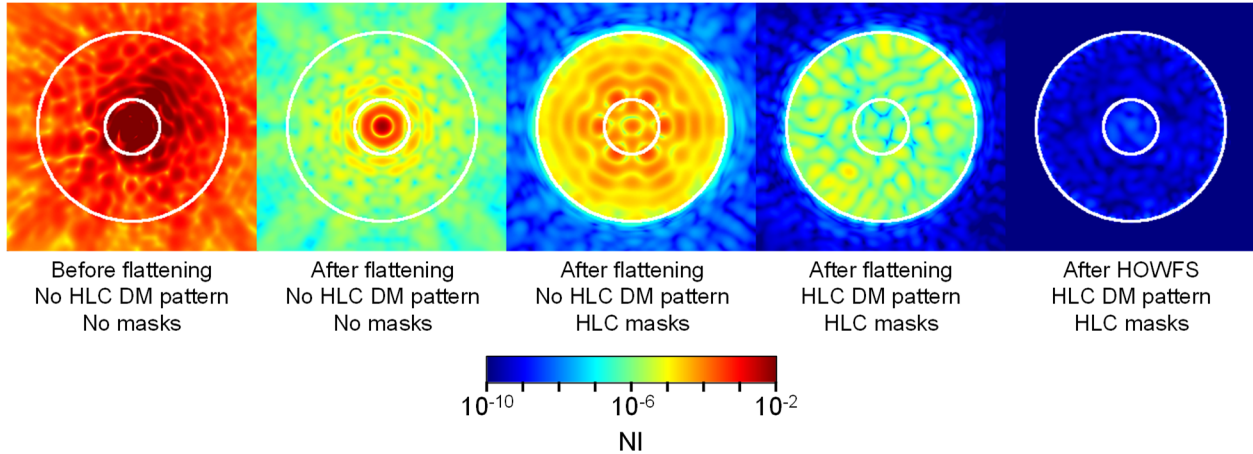 Before flattening
No HLC DM pattern
No masks
After flattening
No HLC DM pattern
No masks
After flattening
No HLC DM pattern
HLC masks
After flattening
HLC DM pattern
HLC masks
After HOWFS
HLC DM pattern
HLC masks
10⁻¹⁰ 10⁻⁶ 10⁻²
NI